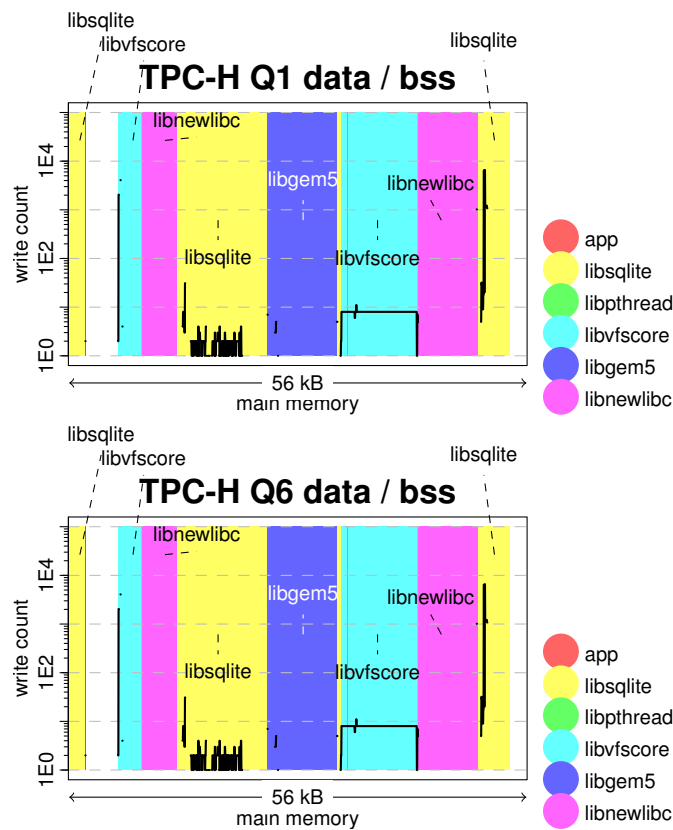 libsqlite
libvfscore
libsqlite
TPC-H Q1 data / bss
libnewlibc
libgem5
libnewlibc
libsqlite
libvfscore
write count
1E4
1E2
1E0
56 kB
main memory
app
libsqlite
libpthread
libvfscore
libgem5
libnewlibc
libsqlite
libvfscore
libsqlite
TPC-H Q6 data / bss
libnewlibc
libgem5
libnewlibc
libsqlite
libvfscore
write count
1E4
1E2
1E0
56 kB
main memory
app
libsqlite
libpthread
libvfscore
libgem5
libnewlibc